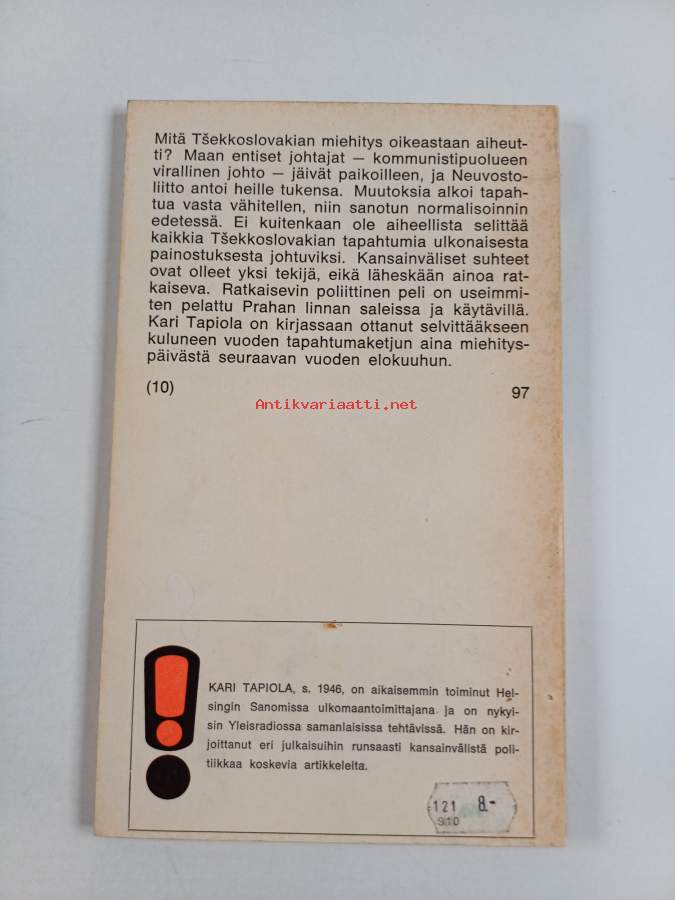 Mitä Tšekkoslovakian miehitys oikeastaan aiheut-
ti? Maan entiset johtajat — kommunistipuolueen
virallinen johto — jäivät paikoilleen, ja Neuvosto-
liitto antoi heille tukensa. Muutoksia alkoi tapah-
tua vasta vähitellen, niin sanotun normalisoinnin
edetessä. Ei kuitenkaan ole aiheellista selittää
kaikkia Tšekkoslovakian tapahtumia ulkonaisesta
painostuksesta johtuviksi. Kansainväliset suhteet
ovat olleet yksi tekijä, eikä läheskään ainoa rat-
kaiseva. Ratkaisevin poliittinen peli on useimmi-
ten pelattu Prahan linnan saleissa ja käytävillä.
Kari Tapiola on kirjassaan ottanut selvittääkseen
kuluneen vuoden tapahtumaketjun aina miehitys-
päivästä seuraavan vuoden elokuuhun.
(10) 97
Antikvariaatti.net
KARI TAPIOLA, s. 1946, on aikaisemmin toiminut Hel-
singin Sanomissa ulkomaantoimittajana ja on nykyi-
sin Yleisradiossa samanlaisissa tehtävissä. Hän on kir-
joittanut eri julkaisuihin runsaasti kansainvälistä poli-
tiikkaa koskevia artikkeleita.
121 8.-
910